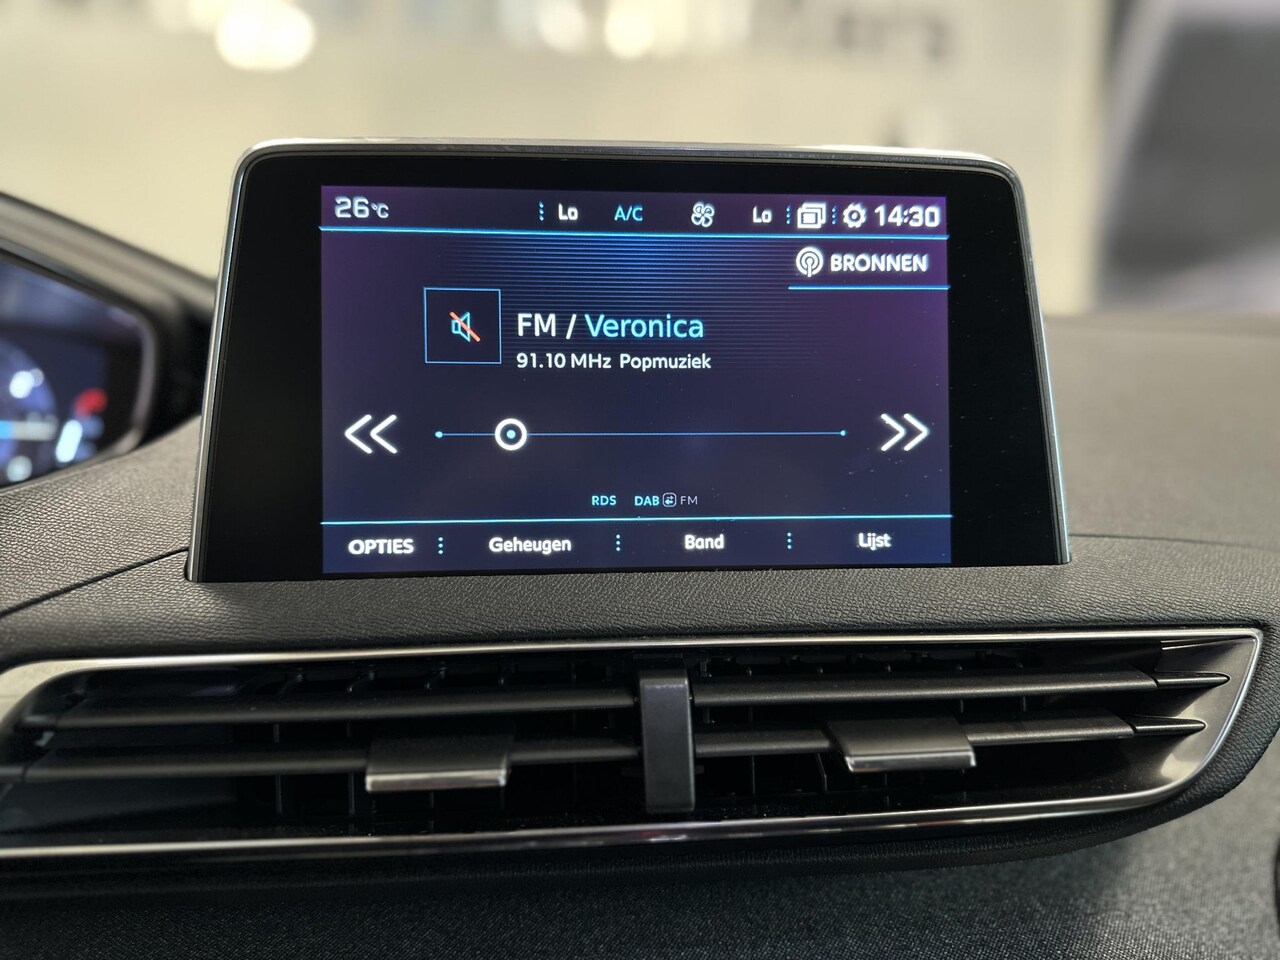 26°C Lo A/C Lo 14:30
BRONNEN
FM / Veronica
91.10 MHz Popmuziek
RDS DAB FM
OPTIES Geheugen Band Lijst